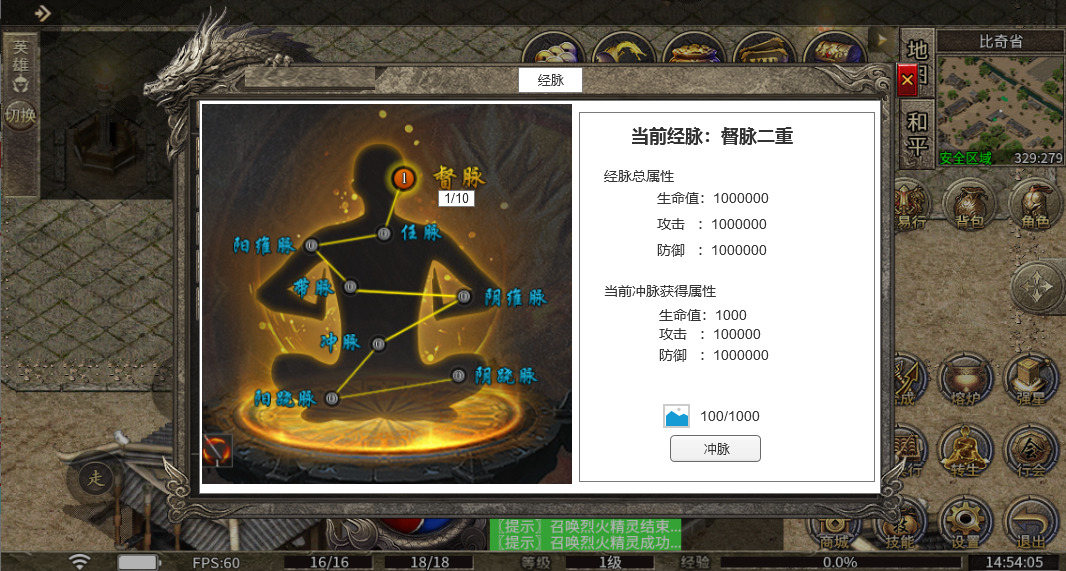 英雄
切换
地图
比奇省
经脉
和平
安全区域
329:279
1
督脉
1/10
任脉
阳维脉
带脉
阴维脉
冲脉
阳跷脉
阴跷脉
当前经脉：督脉二重
经脉总属性
生命值：1000000
攻击 ：1000000
防御 ：1000000
当前冲脉获得属性
生命值：1000
攻击 ：100000
防御 ：1000000
100/1000
冲脉
易行
背包
角色
成
熔炉
强星
行
转生
会
行会
走
商城
技能
设置
退出
[提示] 召唤烈火精灵结束...
[提示] 召唤烈火精灵成功...
FPS:60
16/16
18/18
等级
1级
经验
0.0%
14:54:05